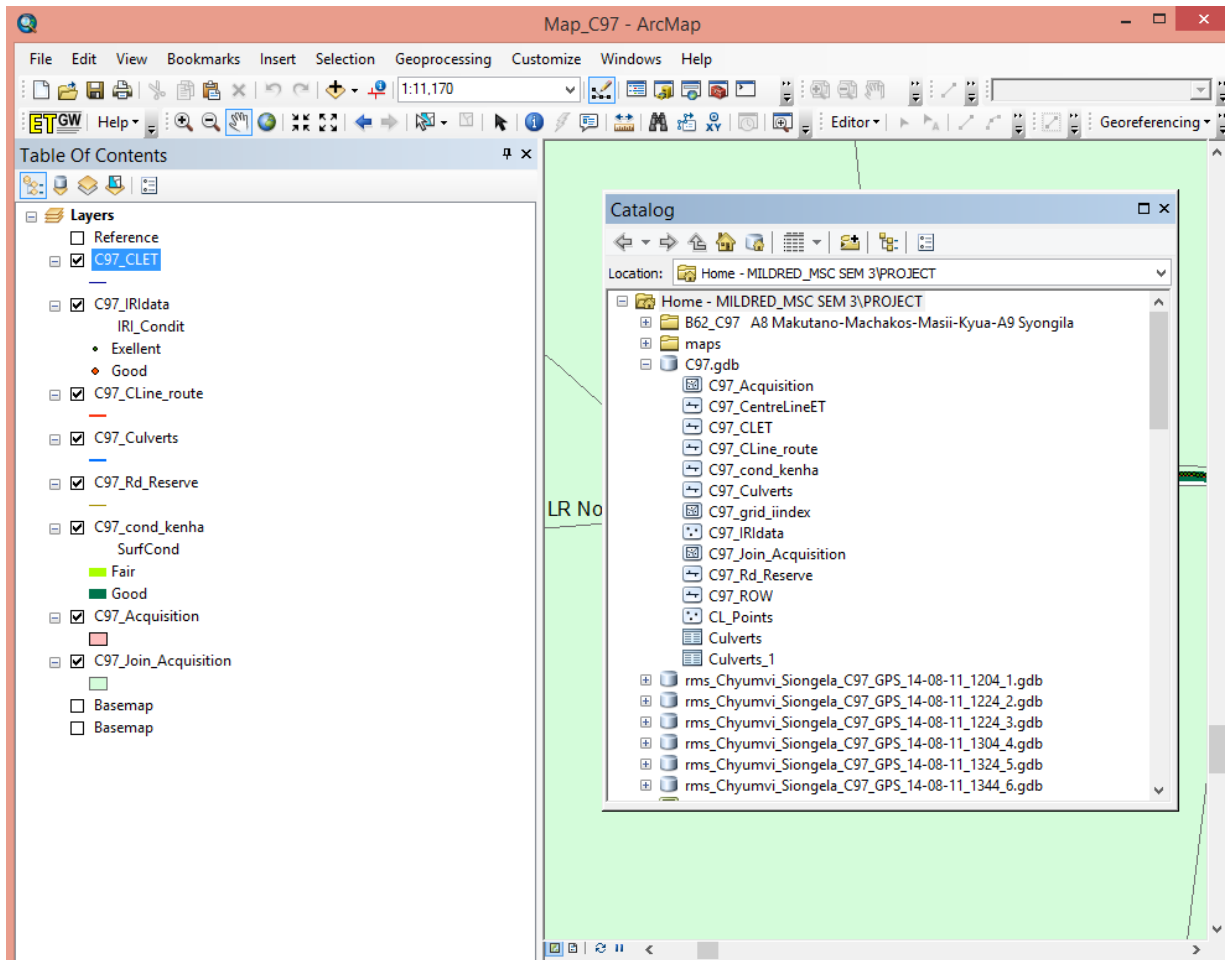 Map_C97 - ArcMap
File Edit View Bookmarks Insert Selection Geoprocessing Customize Windows Help
1:11,170
ET GW Help Editor Georeferencing
Table Of Contents
Layers
Reference
C97_CLET
C97_IRIdata
IRI_Condit
Exellent
Good
C97_CLine_route
C97_Culverts
C97_Rd_Reserve
C97_cond_kenha
SurfCond
Fair
Good
C97_Acquisition
C97_Join_Acquisition
Basemap
Basemap
LR No
Catalog
Location: Home - MILDRED_MSC SEM 3\PROJECT
Home - MILDRED_MSC SEM 3\PROJECT
B62_C97 A8 Makutano-Machakos-Masii-Kyua-A9 Syongila
maps
C97.gdb
C97_Acquisition
C97_CentreLineET
C97_CLET
C97_CLine_route
C97_cond_kenha
C97_Culverts
C97_grid_iindex
C97_IRIdata
C97_Join_Acquisition
C97_Rd_Reserve
C97_ROW
CL_Points
Culverts
Culverts_1
rms_Chyumvi_Siongela_C97_GPS_14-08-11_1204_1.gdb
rms_Chyumvi_Siongela_C97_GPS_14-08-11_1224_2.gdb
rms_Chyumvi_Siongela_C97_GPS_14-08-11_1224_3.gdb
rms_Chyumvi_Siongela_C97_GPS_14-08-11_1304_4.gdb
rms_Chyumvi_Siongela_C97_GPS_14-08-11_1324_5.gdb
rms_Chyumvi_Siongela_C97_GPS_14-08-11_1344_6.gdb